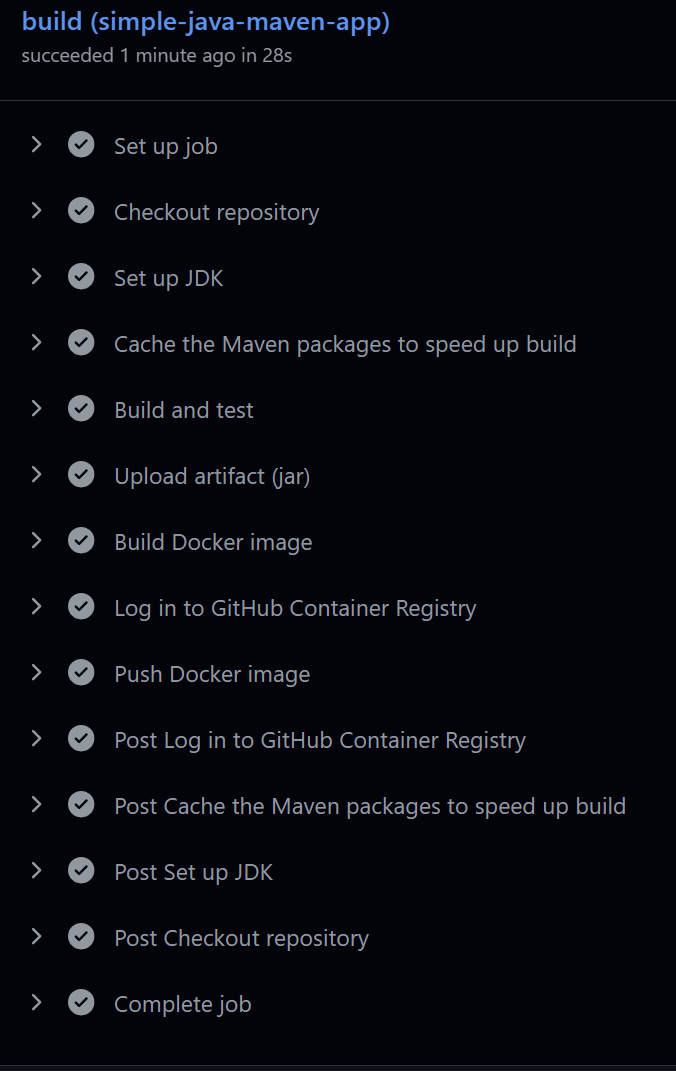 build (simple-java-maven-app)
succeeded 1 minute ago in 28s
Set up job
Checkout repository
Set up JDK
Cache the Maven packages to speed up build
Build and test
Upload artifact (jar)
Build Docker image
Log in to GitHub Container Registry
Push Docker image
Post Log in to GitHub Container Registry
Post Cache the Maven packages to speed up build
Post Set up JDK
Post Checkout repository
Complete job